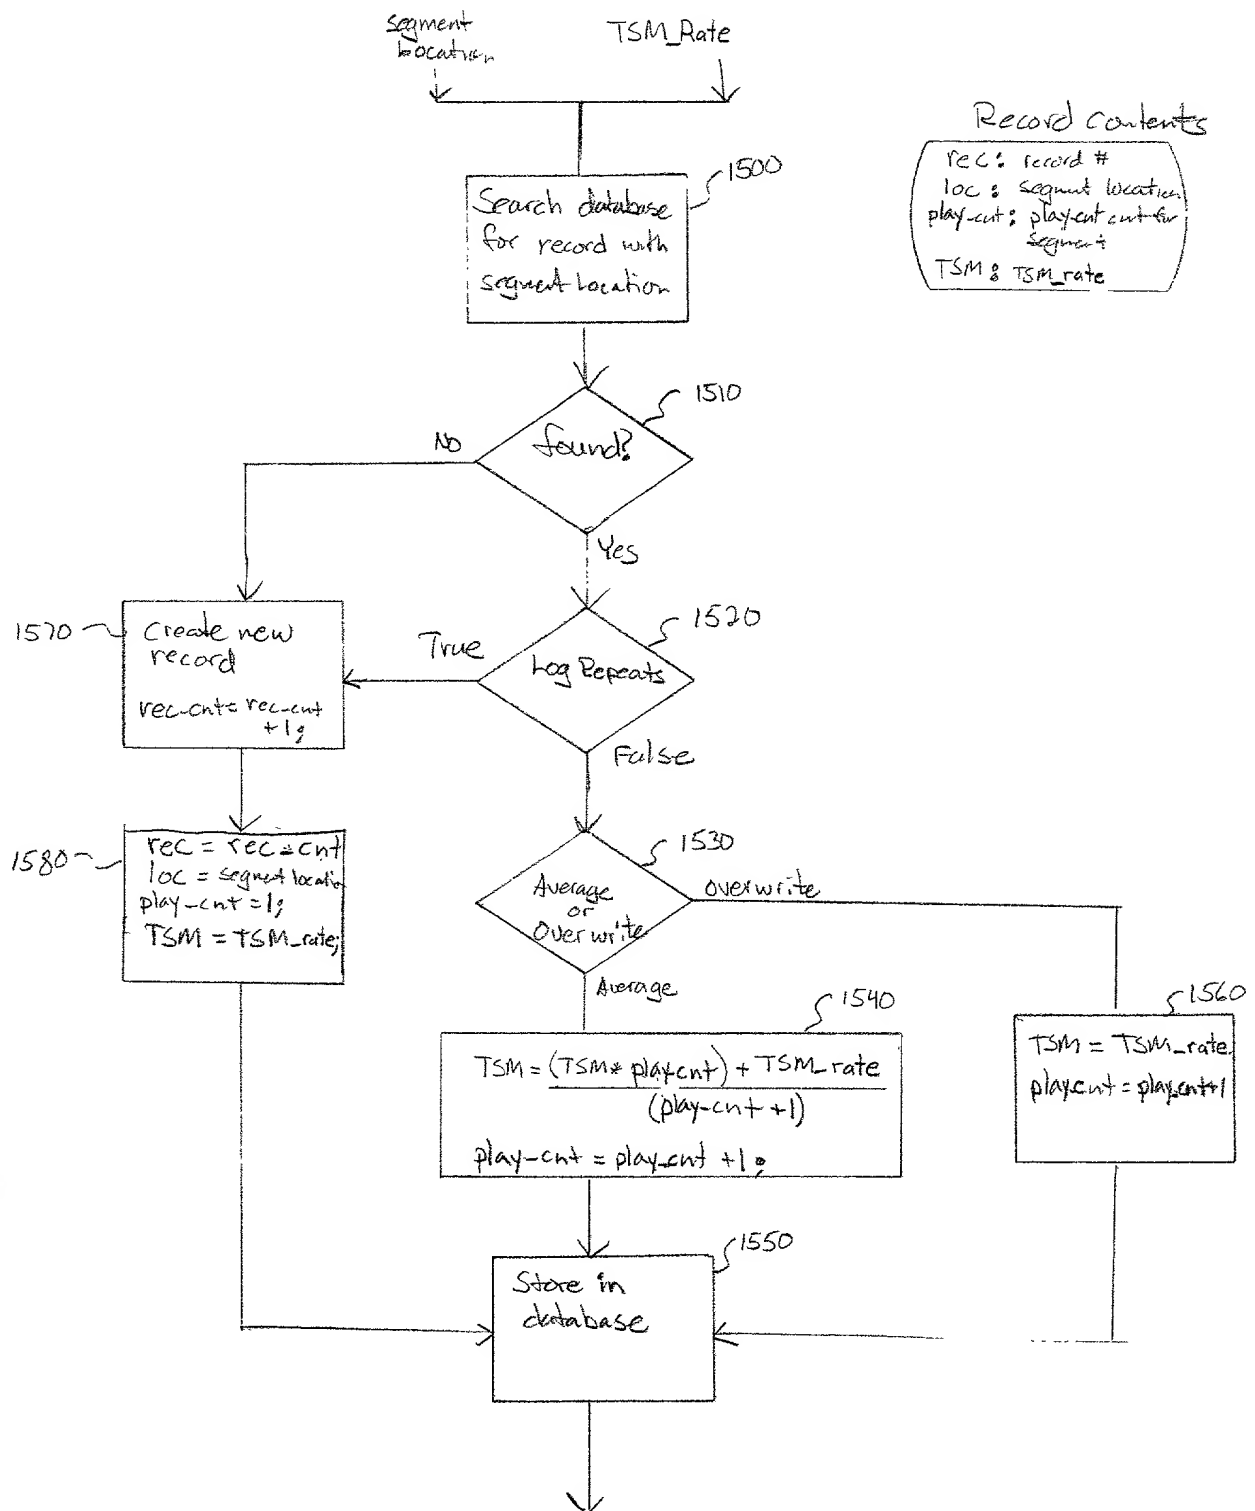 segment
Location
TSM_Rate
Record contents
rec: record #
loc: segment location
play-cnt: play-cnt cnt for
segment
TSM: TSM_rate
1500
Search database
for record with
segment Location
1510
found?
No
Yes
1570
Create new
record
rec-cnt = rec-cnt
+1;
True
1520
Log Repeats
False
1580
rec = rec-cnt
loc = segment location
play-cnt = 1;
TSM = TSM_rate;
1530
Average
or
Overwrite
overwrite
Average
1540
TSM = (TSM * play-cnt) + TSM_rate
(play-cnt +1)
play-cnt = play-cnt +1;
1560
TSM = TSM_rate
play-cnt = play-cnt+1
1550
Store in
database